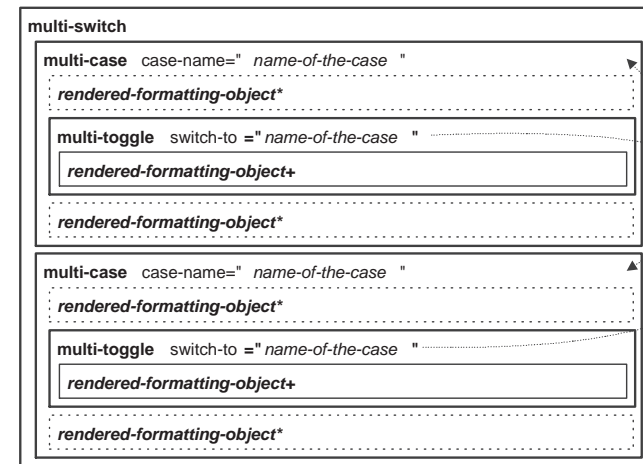 multi-switch
multi-case case-name=" name-of-the-case "
rendered-formatting-object*
multi-toggle switch-to =" name-of-the-case "
rendered-formatting-object+
rendered-formatting-object*
multi-case case-name=" name-of-the-case "
rendered-formatting-object*
multi-toggle switch-to =" name-of-the-case "
rendered-formatting-object+
rendered-formatting-object*